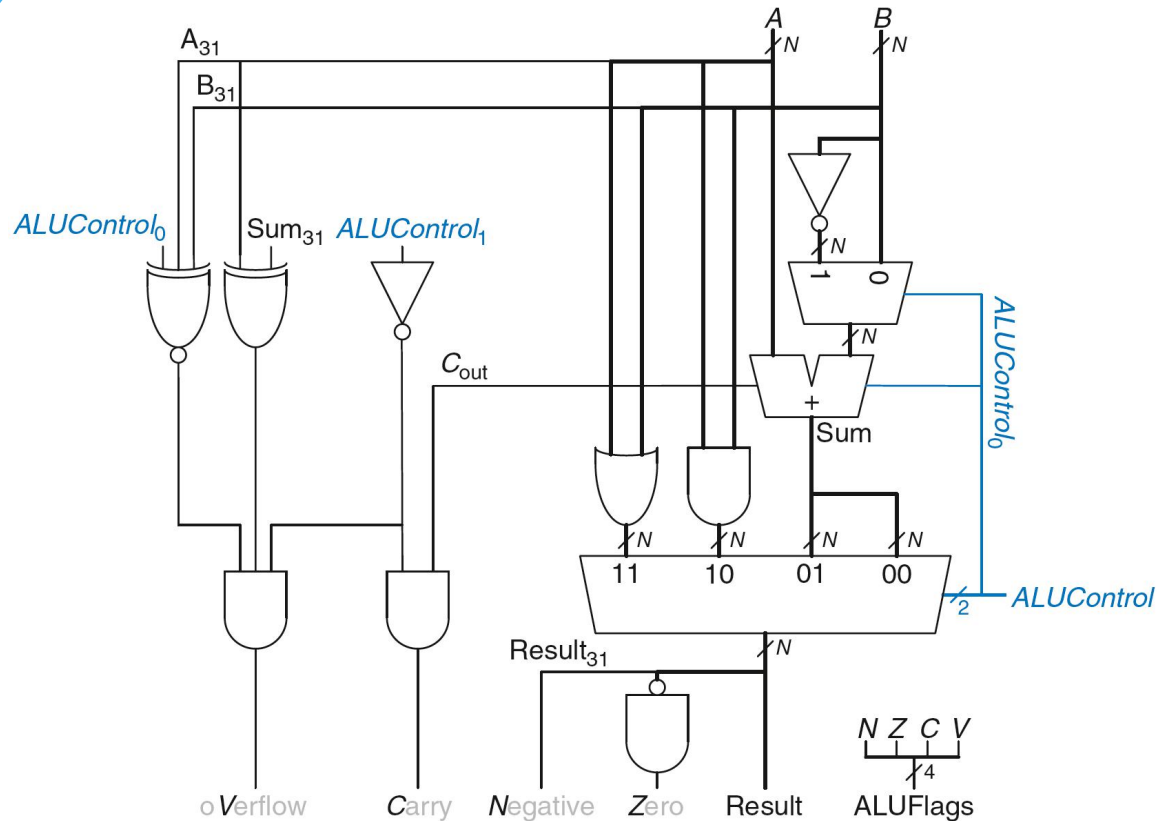 A B
A31 N N
B31
ALUControl0 Sum31 ALUControl1
N
1 0
ALUControl0
N
Cout
+
Sum
N N N N
11 10 01 00
2 ALUControl
Result31 N
N Z C V
4
oVerflow Carry Negative Zero Result ALUFlags